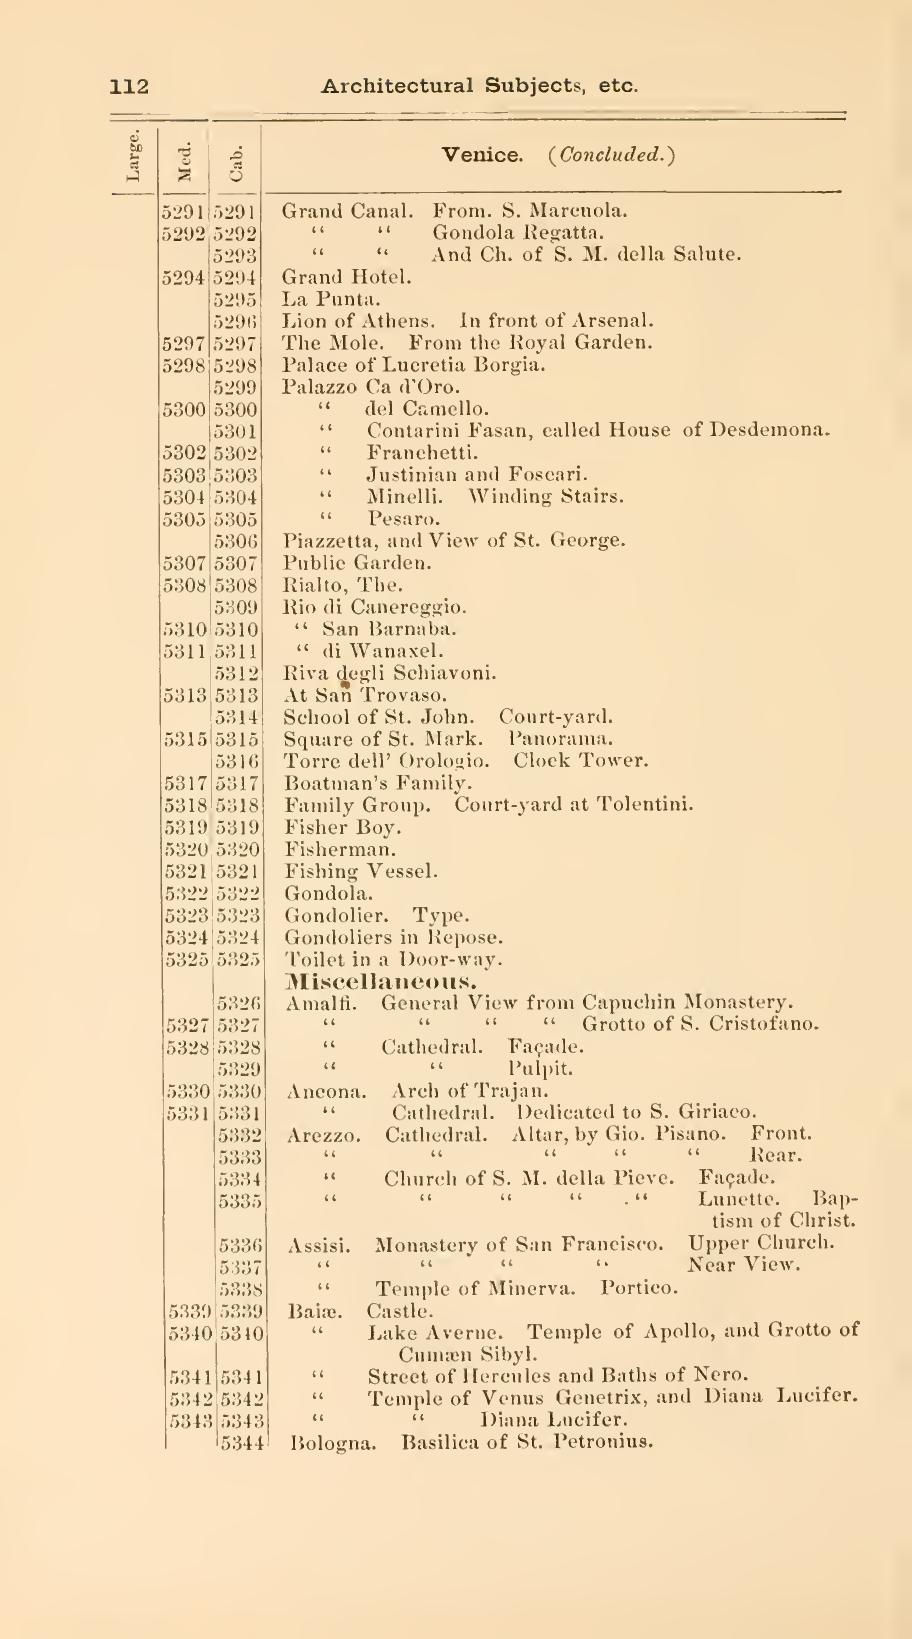 112 Architectural Subjects, etc.
Large. Med. Cab. Venice. (Concluded.)
5291 5291 Grand Canal. From. S. Marcuola.
5292 5292 “ “ Gondola Regatta.
5293 “ “ And Ch. of S. M. della Salute.
5294 5294 Grand Hotel.
5295 La Punta.
5296 Lion of Athens. In front of Arsenal.
5297 5297 The Mole. From the Royal Garden.
5298 5298 Palace of Lucretia Borgia.
5299 Palazzo Ca d'Oro.
5300 5300 “ del Camello.
5301 “ Contarini Fasan, called House of Desdemona.
5302 5302 “ Franchetti.
5303 5303 “ Justinian and Foscari.
5304 5304 “ Minelli. Winding Stairs.
5305 5305 “ Pesaro.
5306 Piazzetta, and View of St. George.
5307 5307 Public Garden.
5308 5308 Rialto, The.
5309 Rio di Canereggio.
5310 5310 “ San Barnaba.
5311 5311 “ di Wanaxel.
5312 Riva degli Schiavoni.
5313 5313 At San Trovaso.
5314 School of St. John. Court-yard.
5315 5315 Square of St. Mark. Panorama.
5316 Torre dell' Orologio. Clock Tower.
5317 5317 Boatman's Family.
5318 5318 Family Group. Court-yard at Tolentini.
5319 5319 Fisher Boy.
5320 5320 Fisherman.
5321 5321 Fishing Vessel.
5322 5322 Gondola.
5323 5323 Gondolier. Type.
5324 5324 Gondoliers in Repose.
5325 5325 Toilet in a Door-way.
Miscellaneous.
5326 Amalfi. General View from Capuchin Monastery.
5327 5327 “ “ “ “ Grotto of S. Cristofano.
5328 5328 “ Cathedral. Façade.
5329 “ “ Pulpit.
5330 5330 Ancona. Arch of Trajan.
5331 5331 “ Cathedral. Dedicated to S. Giriaco.
5332 Arezzo. Cathedral. Altar, by Gio. Pisano. Front.
5333 “ “ “ “ “ Rear.
5334 “ Church of S. M. della Pieve. Façade.
5335 “ “ “ “ “ Lunette. Bap-
tism of Christ.
5336 Assisi. Monastery of San Francisco. Upper Church.
5337 “ “ “ “ Near View.
5338 “ Temple of Minerva. Portico.
5339 5339 Baiæ. Castle.
5340 5340 “ Lake Averne. Temple of Apollo, and Grotto of
Cumæn Sibyl.
5341 5341 “ Street of Hercules and Baths of Nero.
5342 5342 “ Temple of Venus Genetrix, and Diana Lucifer.
5343 5343 “ “ Diana Lucifer.
5344 Bologna. Basilica of St. Petronius.